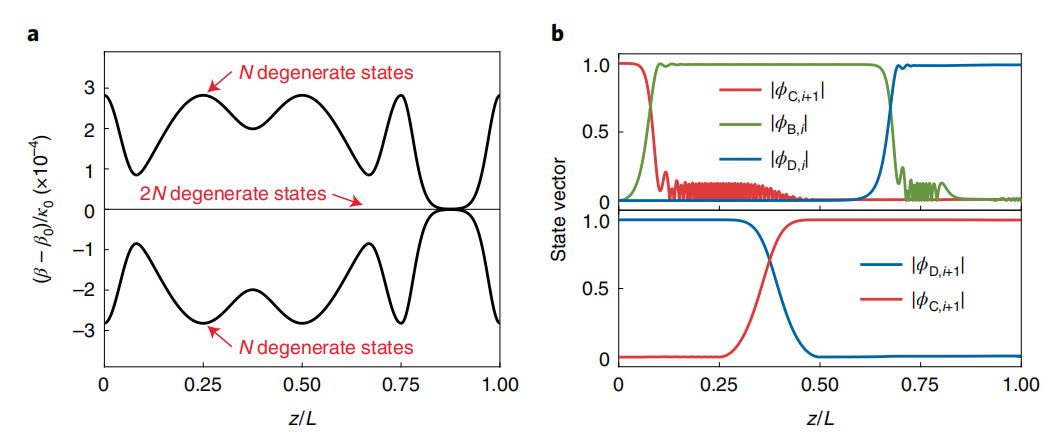 a
N degenerate states
2N degenerate states
N degenerate states
(β − β₀)/κ₀ (×10⁻⁴)
3
2
1
0
−1
−2
−3
0 0.25 0.50 0.75 1.00
z/L
b
State vector
1.0
0.5
0
|ϕC,i+1|
|ϕB,i|
|ϕD,i|
1.0
0.5
0
|ϕD,i+1|
|ϕC,i+1|
0 0.25 0.50 0.75 1.00
z/L